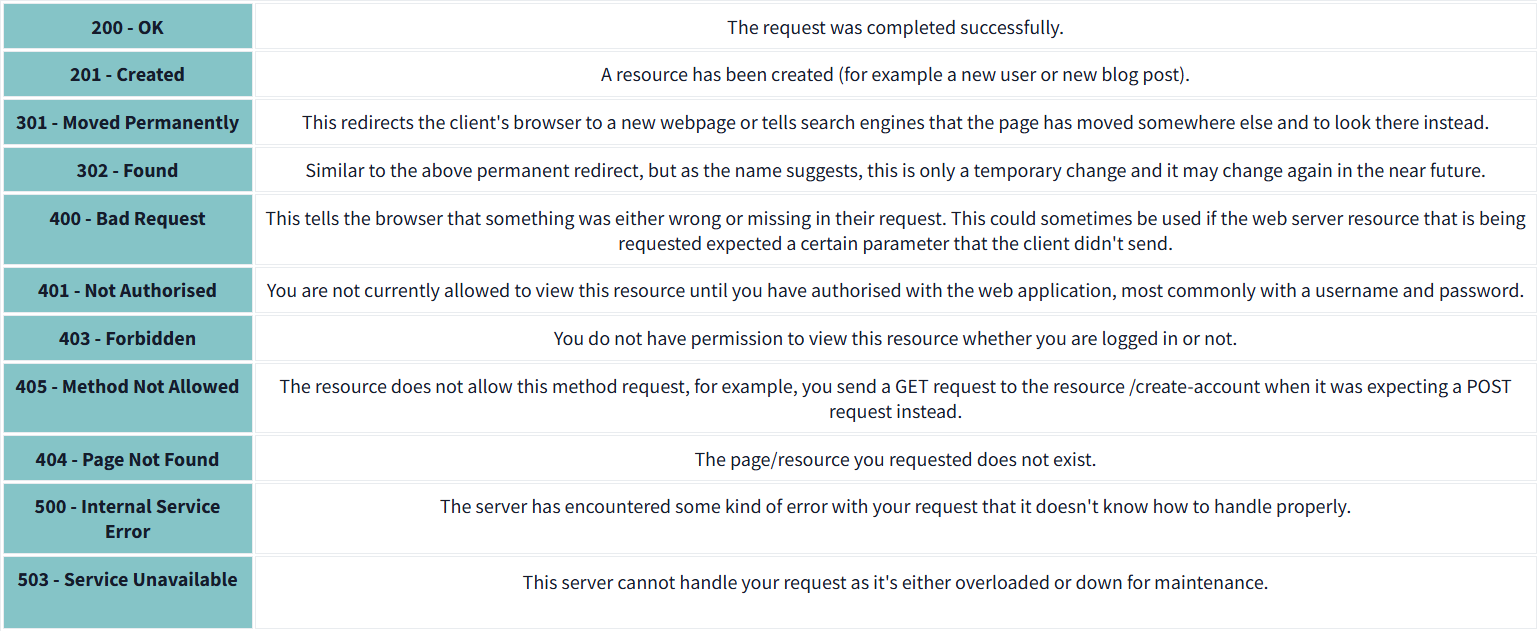 200 - OK
The request was completed successfully.
201 - Created
A resource has been created (for example a new user or new blog post).
301 - Moved Permanently
This redirects the client's browser to a new webpage or tells search engines that the page has moved somewhere else and to look there instead.
302 - Found
Similar to the above permanent redirect, but as the name suggests, this is only a temporary change and it may change again in the near future.
400 - Bad Request
This tells the browser that something was either wrong or missing in their request. This could sometimes be used if the web server resource that is being
requested expected a certain parameter that the client didn't send.
401 - Not Authorised
You are not currently allowed to view this resource until you have authorised with the web application, most commonly with a username and password.
403 - Forbidden
You do not have permission to view this resource whether you are logged in or not.
405 - Method Not Allowed
The resource does not allow this method request, for example, you send a GET request to the resource /create-account when it was expecting a POST
request instead.
404 - Page Not Found
The page/resource you requested does not exist.
500 - Internal Service
Error
The server has encountered some kind of error with your request that it doesn't know how to handle properly.
503 - Service Unavailable
This server cannot handle your request as it's either overloaded or down for maintenance.